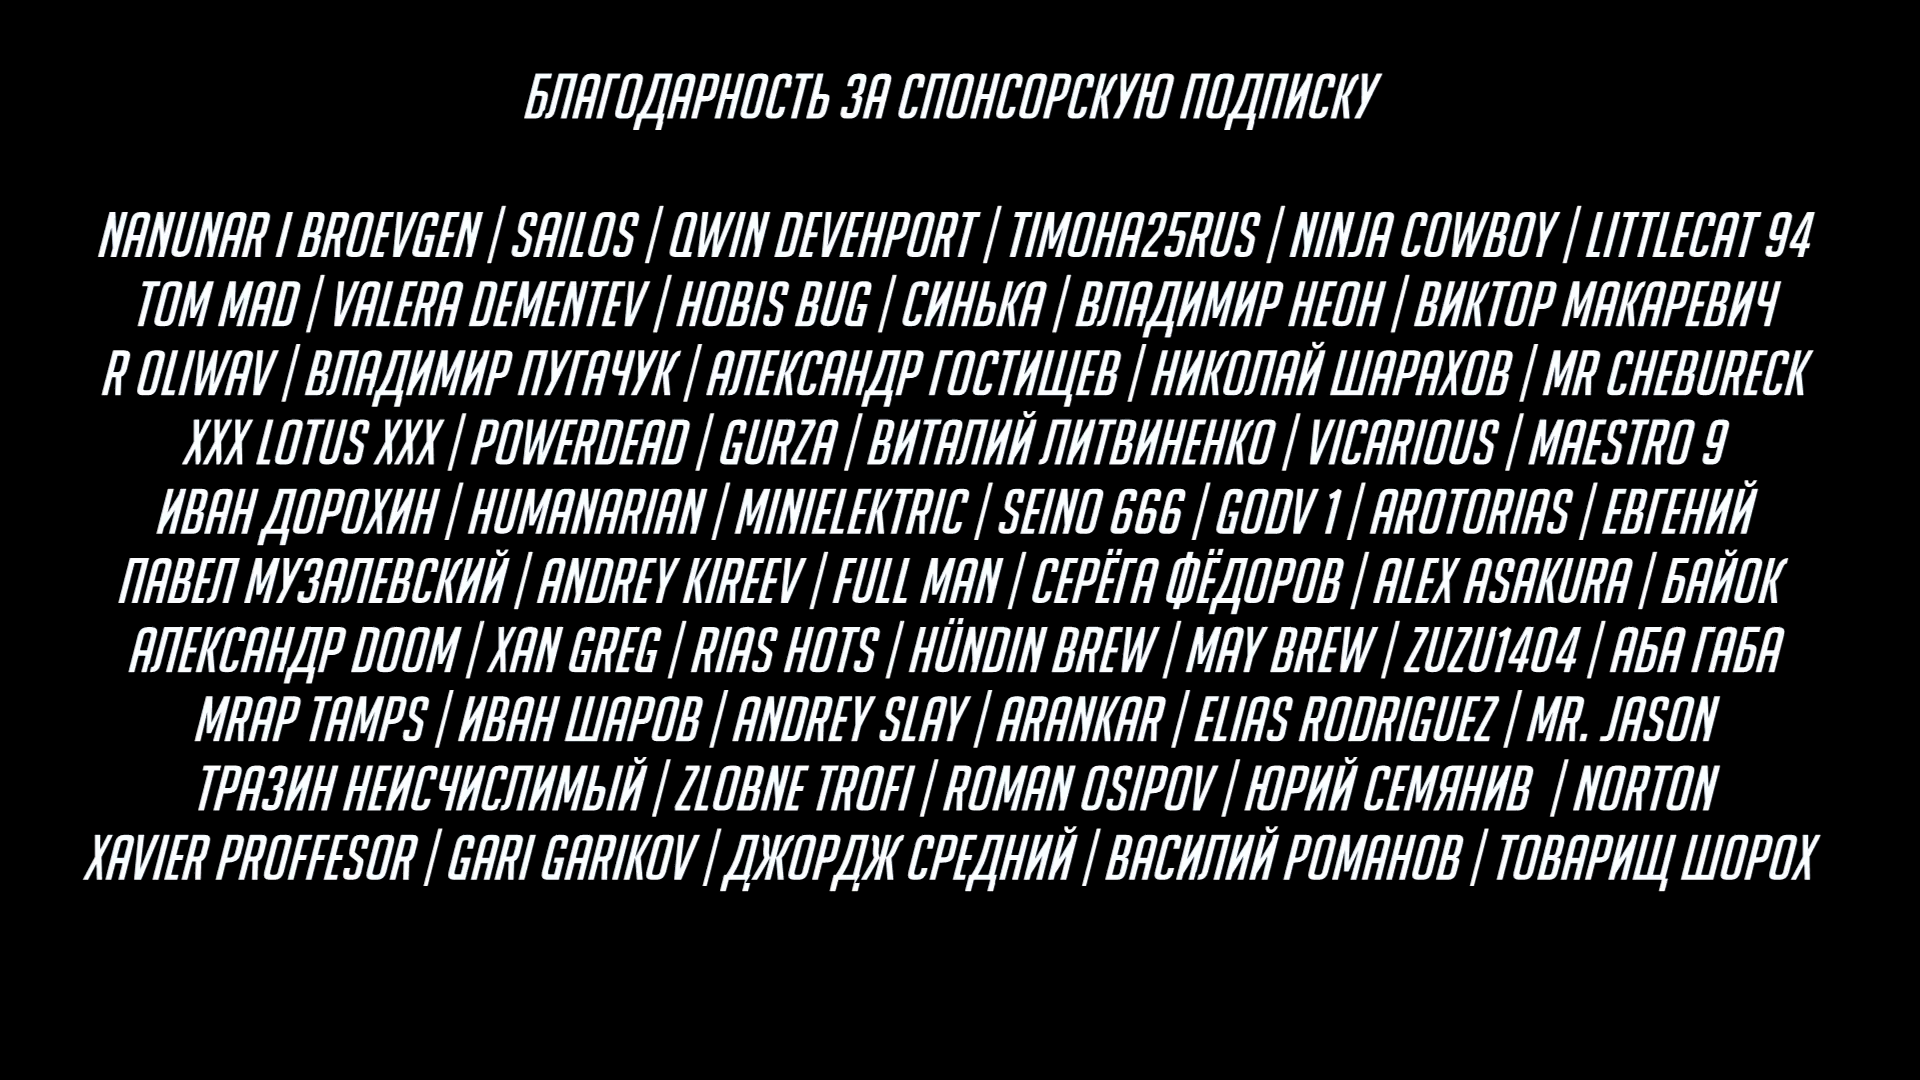 БЛАГОДАРНОСТЬ ЗА СПОНСОРСКУЮ ПОДПИСКУ
NANUNAR I BROEVGEN | SAILOS | QWIN DEVEHPORT | TIMOHA25RUS | NINJA COWBOY | LITTLECAT 94
TOM MAD | VALERA DEMENTEV | HOBIS BUG | СИНЬКА | ВЛАДИМИР НЕОН | ВИКТОР МАКАРЕВИЧ
R OLIWAV | ВЛАДИМИР ПУГАЧУК | АЛЕКСАНДР ГОСТИЩЕВ | НИКОЛАЙ ШАРАХОВ | MR CHEBURECK
XXX LOTUS XXX | POWERDEAD | GURZA | ВИТАЛИЙ ЛИТВИНЕНКО | VICARIOUS | MAESTRO 9
ИВАН ДОРОХИН | HUMANARIAN | MINIELEKTRIC | SEINO 666 | GODV 1 | AROTORIAS | ЕВГЕНИЙ
ПАВЕЛ МУЗАЛЕВСКИЙ | ANDREY KIREEV | FULL MAN | СЕРЁГА ФЁДОРОВ | ALEX ASAKURA | БАЙОК
АЛЕКСАНДР DOOM | XAN GREG | RIAS HOTS | HÜNDIN BREW | MAY BREW | ZUZU1404 | АБА ГАБА
MRAP TAMPS | ИВАН ШАРОВ | ANDREY SLAY | ARANKAR | ELIAS RODRIGUEZ | MR. JASON
ТРАЗИН НЕИСЧИСЛИМЫЙ | ZLOBNE TROFI | ROMAN OSIPOV | ЮРИЙ СЕМЯНИВ | NORTON
XAVIER PROFFESOR | GARI GARIKOV | ДЖОРДЖ СРЕДНИЙ | ВАСИЛИЙ РОМАНОВ | ТОВАРИЩ ШОРОХ